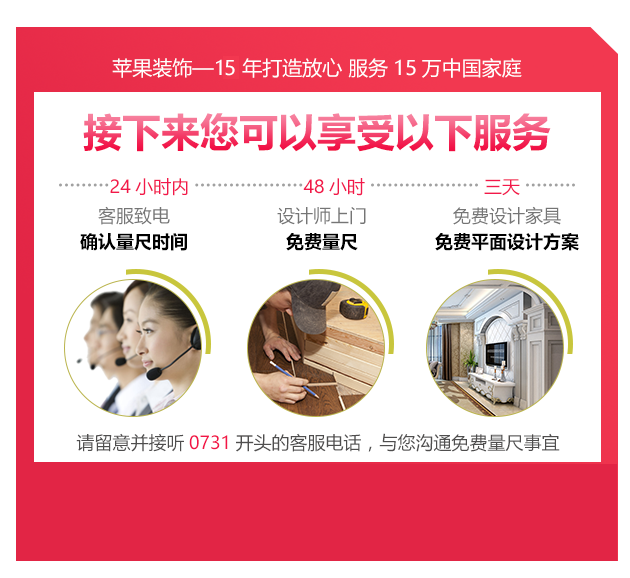 苹果装饰—15 年打造放心 服务 15 万中国家庭
接下来您可以享受以下服务
24 小时内
48 小时
三天
客服致电
设计师上门
免费设计家具
确认量尺时间
免费量尺
免费平面设计方案
请留意并接听 0731 开头的客服电话，与您沟通免费量尺事宜